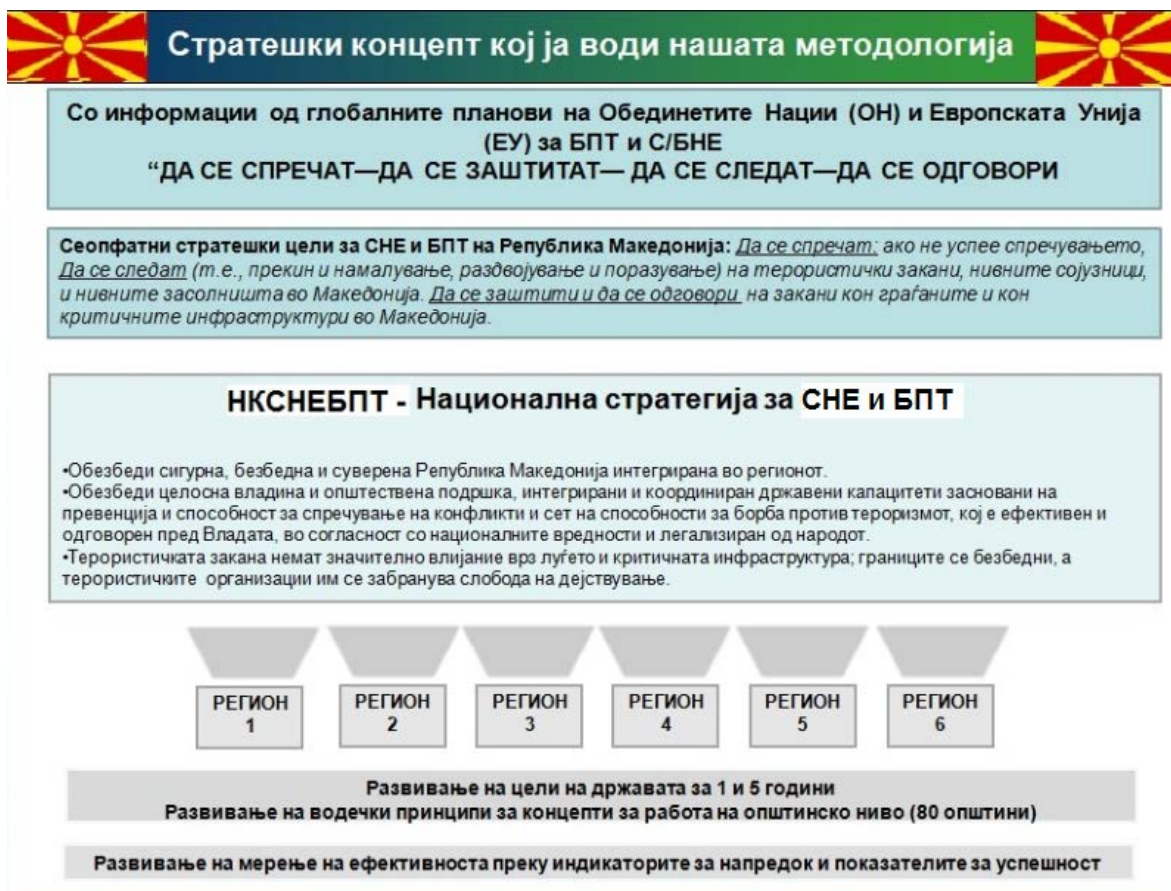 Стратешки концепт кој ја води нашата методологија
Со информации од глобалните планови на Обединетите Нации (ОН) и Европската Унија
(ЕУ) за БПТ и С/БНЕ
“ДА СЕ СПРЕЧАТ—ДА СЕ ЗАШТИТАТ— ДА СЕ СЛЕДАТ—ДА СЕ ОДГОВОРИ
Сеопфатни стратешки цели за СНЕ и БПТ на Република Македонија: Да се спречат; ако не успее спречувањето,
Да се следат (т.е., прекин и намалување, раздвојување и поразување) на терористички закани, нивните сојузници,
и нивните засолништа во Македонија. Да се заштити и да се одговори на закани кон граѓаните и кон
критичните инфраструктури во Македонија.
НКСНЕБПТ - Национална стратегија за СНЕ и БПТ
•Обезбеди сигурна, безбедна и суверена Република Македонија интегрирана во регионот.
•Обезбеди целосна владина и општествена подршка, интегрирани и координиран државени капацитети засновани на
превенција и способност за спречување на конфликти и сет на способности за борба против тероризмот, кој е ефективен и
одговорен пред Владата, во согласност со националните вредности и легализиран од народот.
•Терористичката закана немат значително влијание врз луѓето и критичната инфраструктура; границите се безбедни, а
терористичките организации им се забранува слобода на дејствување.
РЕГИОН
1
РЕГИОН
2
РЕГИОН
3
РЕГИОН
4
РЕГИОН
5
РЕГИОН
6
Развивање на цели на државата за 1 и 5 години
Развивање на водечки принципи за концепти за работа на општинско ниво (80 општини)
Развивање на мерење на ефективноста преку индикаторите за напредок и показателите за успешност